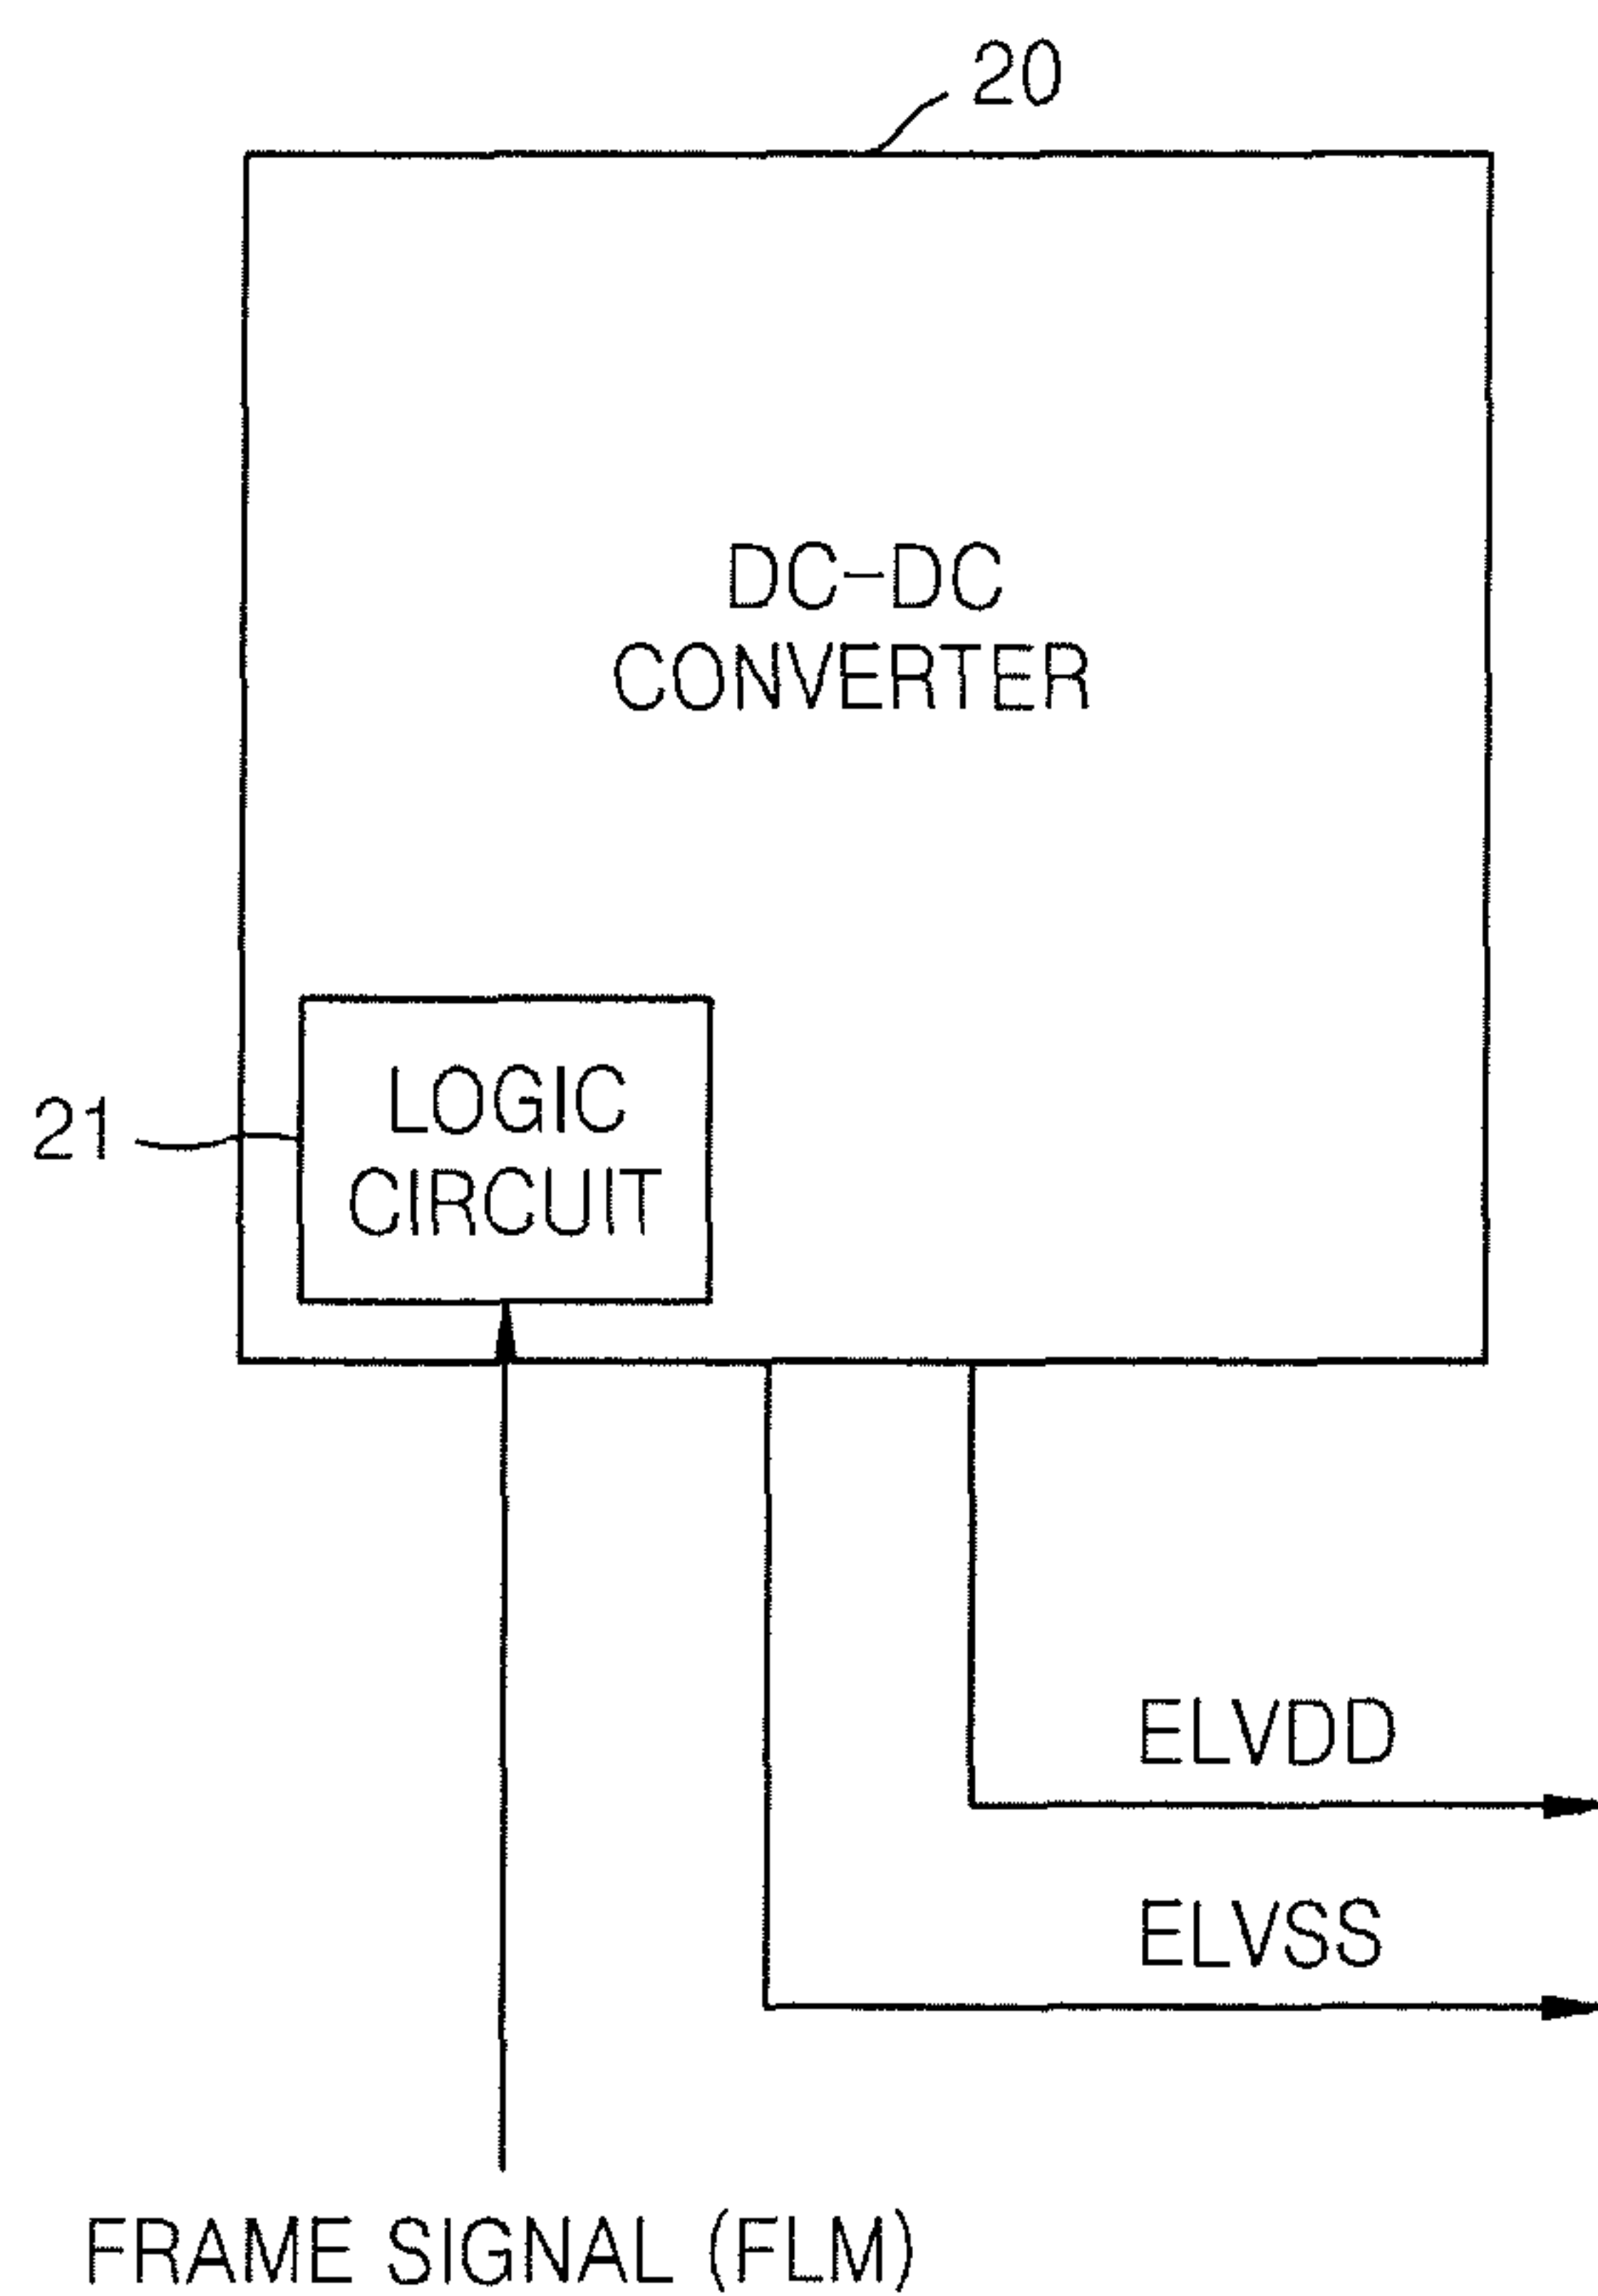 20
DC-DC
CONVERTER
LOGIC
CIRCUIT
21
ELVDD
ELVSS
FRAME SIGNAL (FLM)